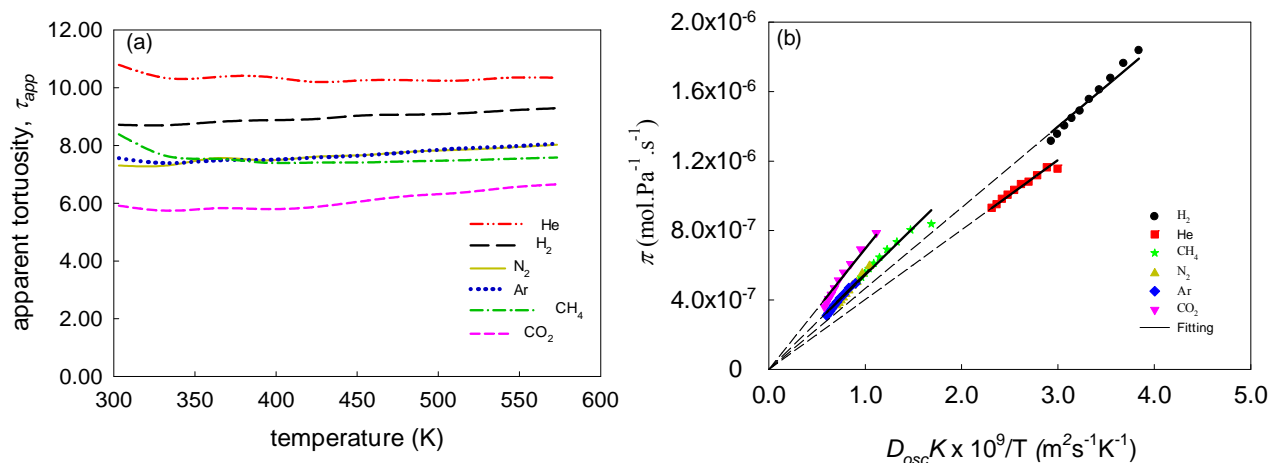 (a)
apparent tortuosity, τapp
12.00
10.00
8.00
6.00
4.00
2.00
0.00
300 350 400 450 500 550 600
temperature (K)
He
H2
N2
Ar
CH4
CO2
(b)
π (mol.Pa-1.s-1)
2.0x10-6
1.6x10-6
1.2x10-6
8.0x10-7
4.0x10-7
0
0.0 1.0 2.0 3.0 4.0 5.0
DoscK x 10^9/T (m2s-1K-1)
H2
He
CH4
N2
Ar
CO2
Fitting